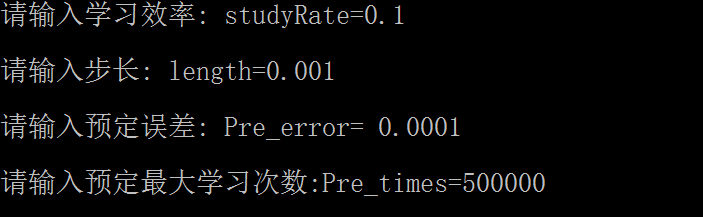 请输入学习效率: studyRate=0.1
请输入步长: length=0.001
请输入预定误差: Pre_error= 0.0001
请输入预定最大学习次数:Pre_times=500000